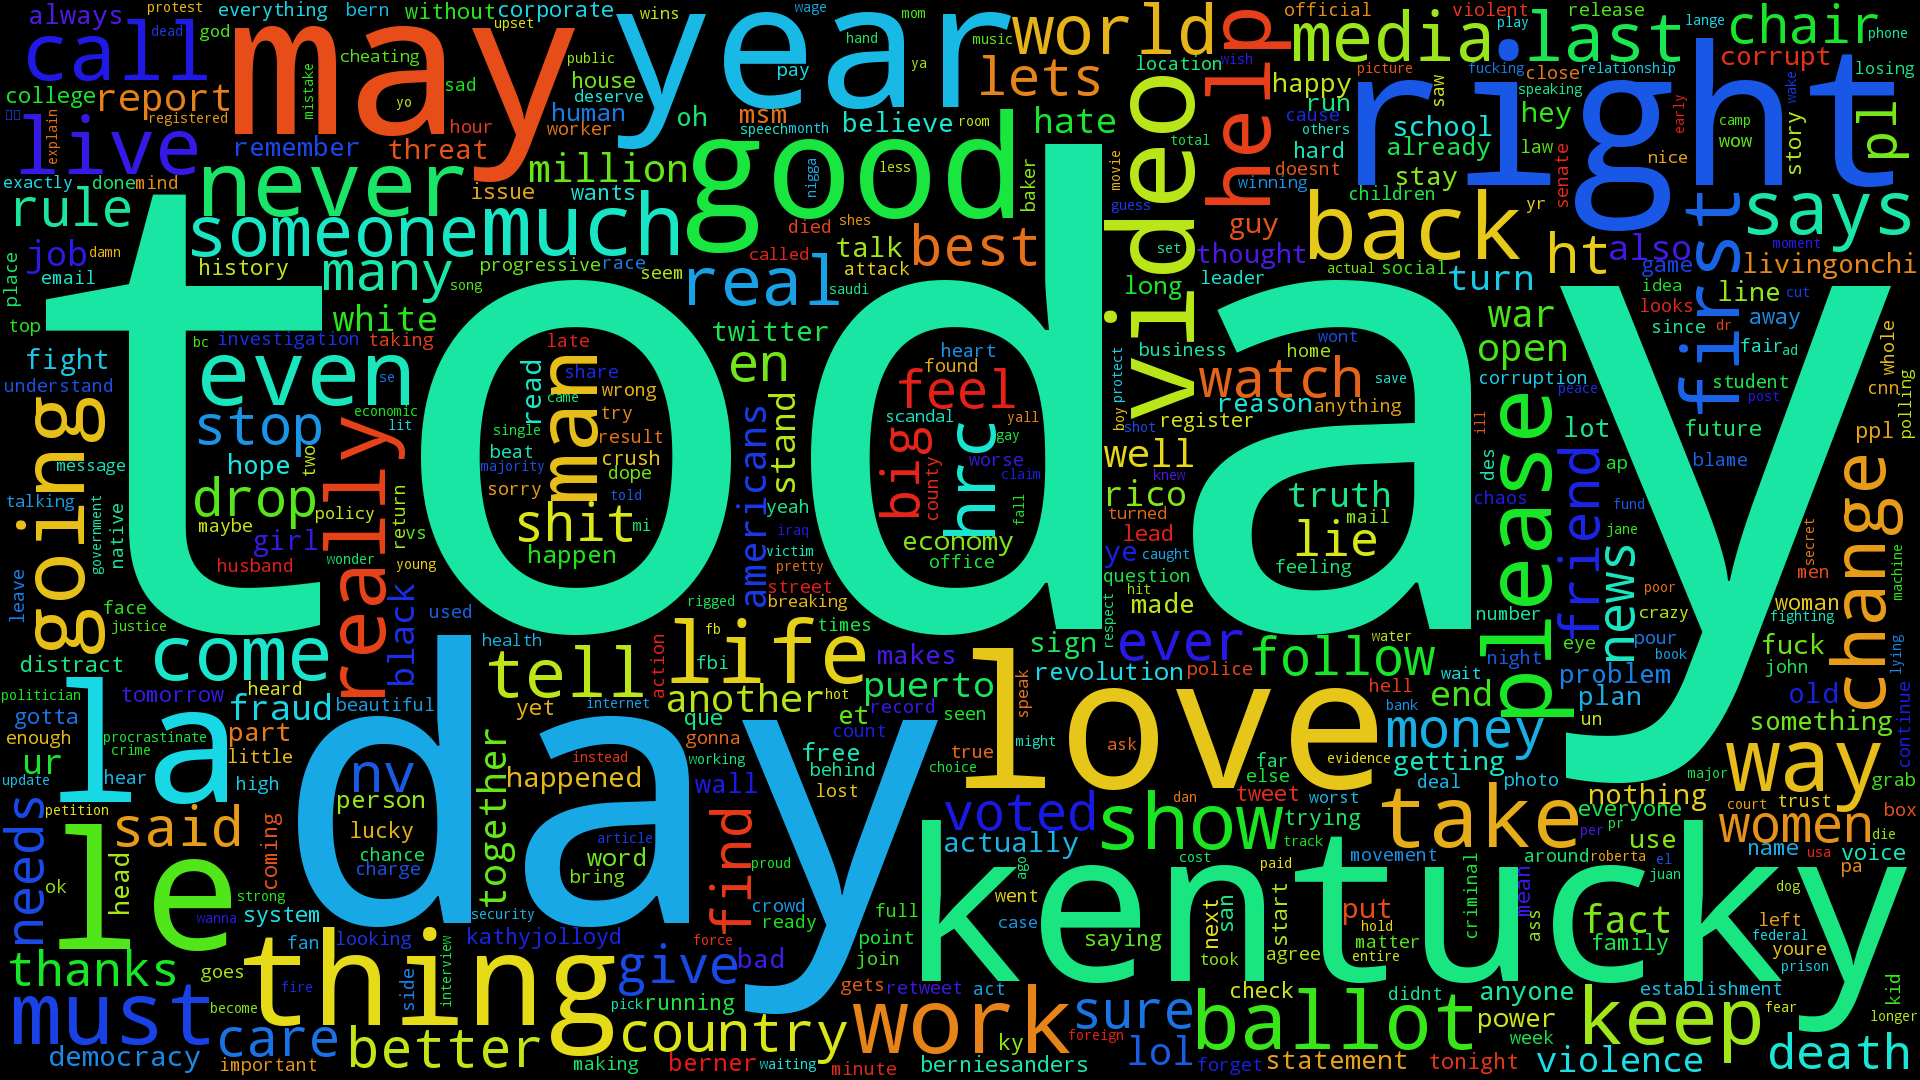 always
protest
everything
bern
without
corporate
wins
wage
mom
official
violent
release
call
dead
god
may
upset
year
hand
music
world
help
media
play
last
lange
chair
phone
cheating
public
ya
location
wish
right
corrupt
sad
house
pay
lets
happy
picture
fucking
close
relationship
losing
college
report
mistake
yo
deserve
video
run
saw
speaking
wake
registered
live
explain
hour
human
oh
msm
believe
hate
cause
school
hey
early
camp
pl
remember
threat
worker
speech
month
room
others
hard
already
law
wow
story
never
million
good
less
total
movie
doesnt
nice
exactly
done
mind
issue
wants
nigga
baker
winning
stay
senate
children
yr
rule
someone
much
died
shes
guess
guy
back
first
says
job
damn
history
many
progressive
race
seem
called
talk
attack
best
set
thought
actual
social
turn
ht
also
moment
place
email
song
real
saudi
long
leader
game
livingonchi
top
today
white
twitter
idea
line
cut
bc
investigation
taking
late
heart
business
wont
home
war
looks
since
dr
away
fight
even
read
share
en
found
protect
open
fair
ad
whole
understand
se
man
wrong
feel
watch
save
corruption
peace
student
cnn
going
stop
economic
lit
came
try
americans
stand
scandal
yall
boy
shot
reason
anything
register
please
ill
post
polling
message
hope
two
really
single
beat
result
big
hrc
gay
well
lot
future
ppl
talking
majority
crush
county
worse
claim
knew
des
friend
ap
blame
change
drop
sorry
dope
told
fall
rico
truth
chaos
fund
government
native
maybe
policy
return
vs
shit
mi
yeah
iraq
economy
turned
lead
mail
lie
news
jane
secret
girl
happen
victim
office
ye
caught
feeling
leave
husband
wonder
young
pretty
street
question
hit
men
poor
machine
face
justice
black
used
rigged
breaking
respect
made
number
crazy
woman
fighting
come
health
fb
times
sign
ever
water
eye
pour
fuck
distract
tell
action
fbi
life
makes
revolution
police
follow
wait
night
book
john
lying
politician
tomorrow
heard
beautiful
day
internet
another
hot
puerto
speak
love
hell
bank
end
problem
plan
old
continue
gotta
fraud
yet
que
et
record
seen
money
un
something
enough
procrastinate
crime
part
gonna
count
might
ask
la
ur
little
together
happened
instead
working
free
true
far
evidence
getting
major
way
update
hear
high
nv
wall
behind
choice
else
deal
photo
grab
petition
needs
person
lost
voted
dan
tweet
worst
take
nothing
everyone
court
trust
box
said
coming
lucky
article
find
show
track
trying
per
pr
use
women
die
le
chance
word
proud
actually
cost
paid
movement
around
roberta
el
name
usa
voice
head
charge
bring
ago
kentucky
criminal
mean
juan
pa
ok
strong
went
dog
wanna
system
security
crowd
ready
full
case
next
san
start
put
hold
ass
fact
left
federal
fan
looking
kathyjolloyd
force
point
saying
matter
family
youre
thanks
goes
thing
side
interview
give
bad
join
took
agree
entire
prison
must
fire
become
pick
running
gets
retweet
act
work
check
didnt
anyone
establishment
kid
care
country
sure
ballot
power
keep
fear
longer
democracy
better
ky
foreign
week
important
making
berner
waiting
minute
berniesanders
lol
forget
statement
tonight
violence
death